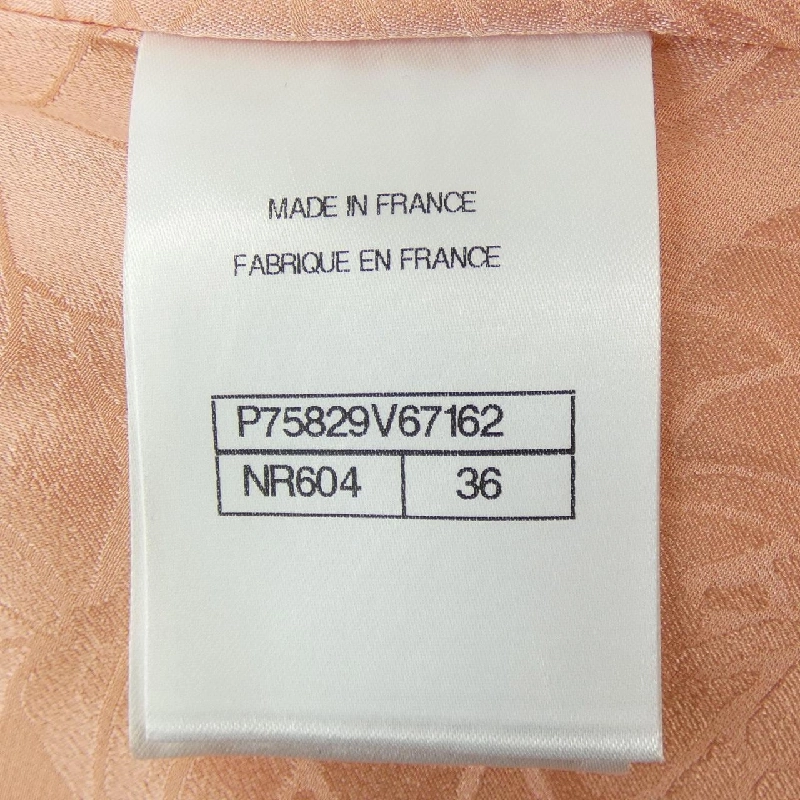 MADE IN FRANCE
FABRIQUE EN FRANCE
P75829V67162
NR604 36